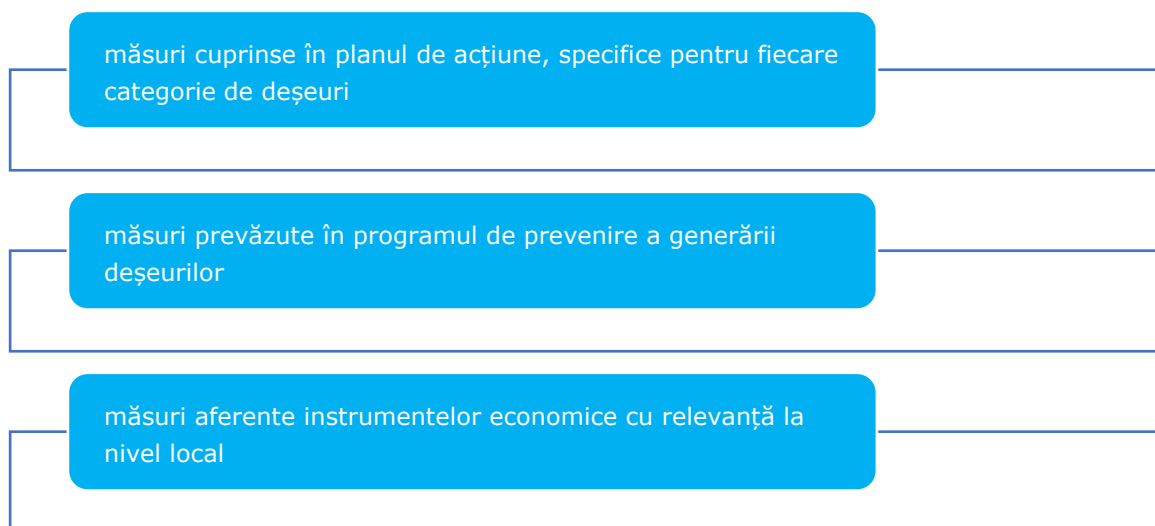 măsuri cuprinse în planul de acțiune, specifice pentru fiecare
categorie de deșeuri
măsuri prevăzute în programul de prevenire a generării
deșeurilor
măsuri aferente instrumentelor economice cu relevanță la
nivel local